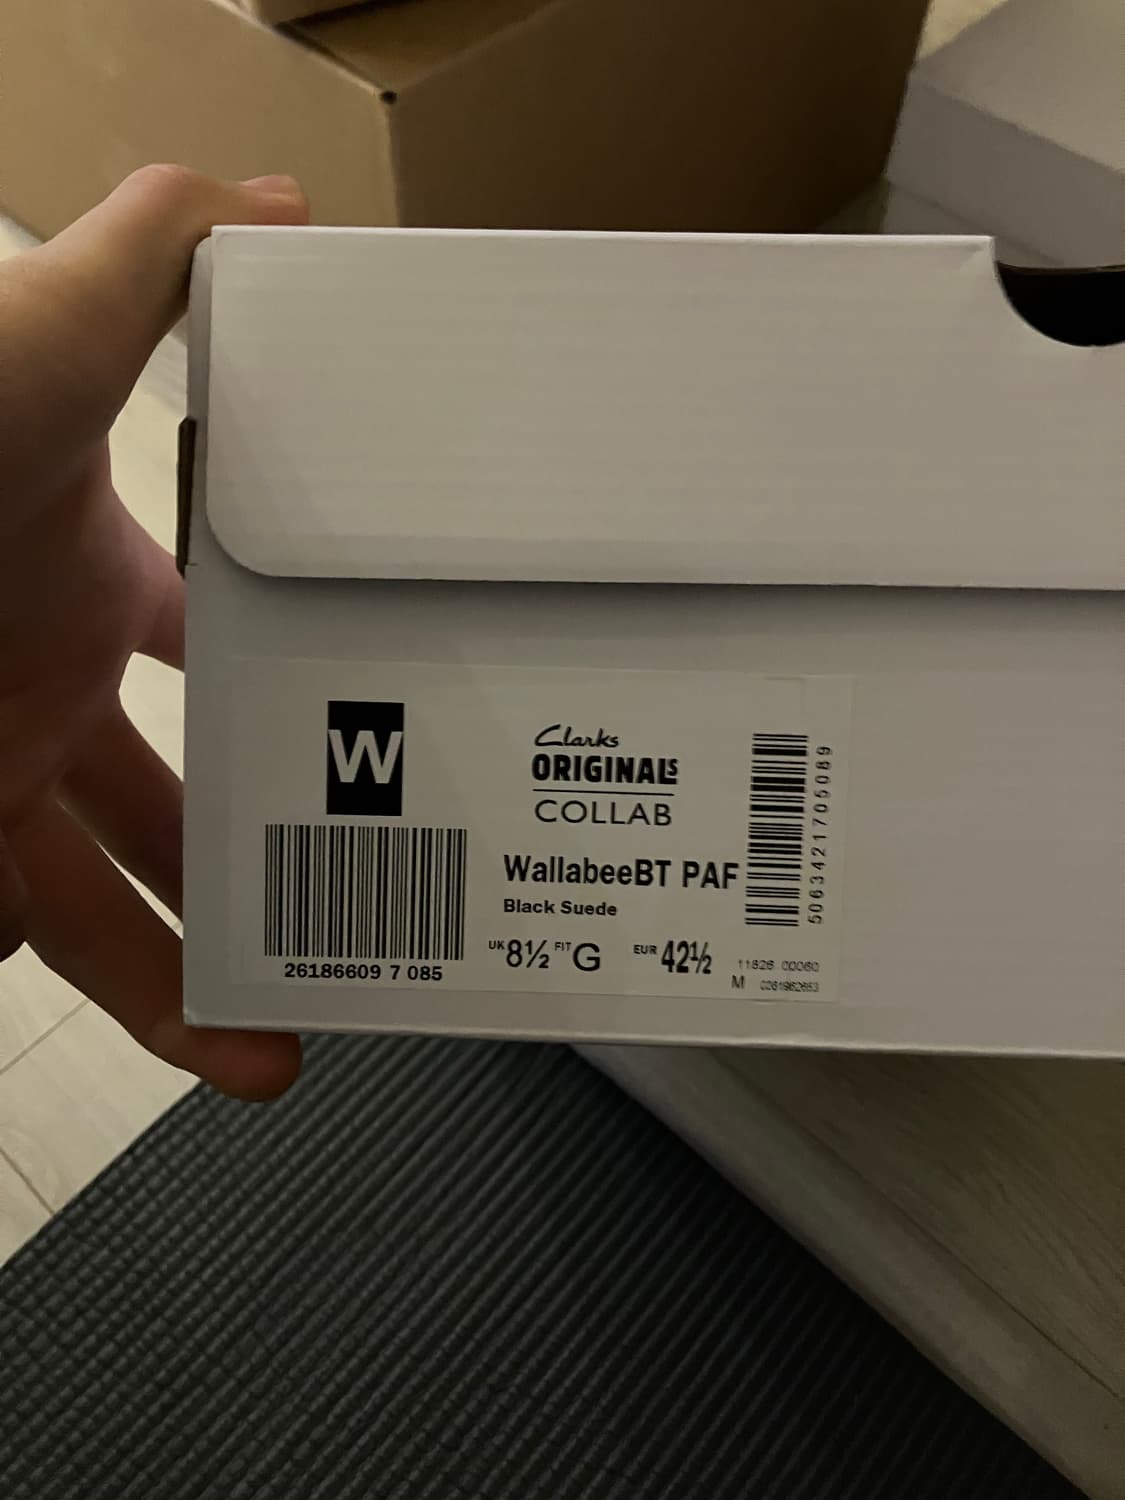 W
26186609 7 085
Clarks
ORIGINALS
COLLAB
WallabeeBT PAF
Black Suede
UK 8½ FIT G EUR 42½
5063421705089
11826 00060
M 0261962653